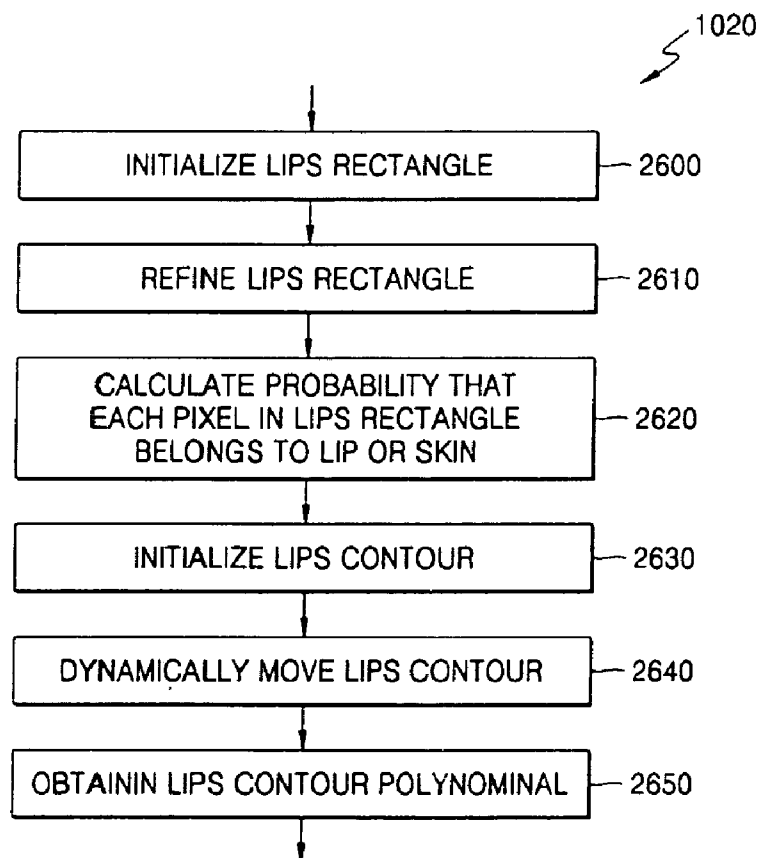 1020
INITIALIZE LIPS RECTANGLE
2600
REFINE LIPS RECTANGLE
2610
CALCULATE PROBABILITY THAT
EACH PIXEL IN LIPS RECTANGLE
BELONGS TO LIP OR SKIN
2620
INITIALIZE LIPS CONTOUR
2630
DYNAMICALLY MOVE LIPS CONTOUR
2640
OBTAININ LIPS CONTOUR POLYNOMINAL
2650